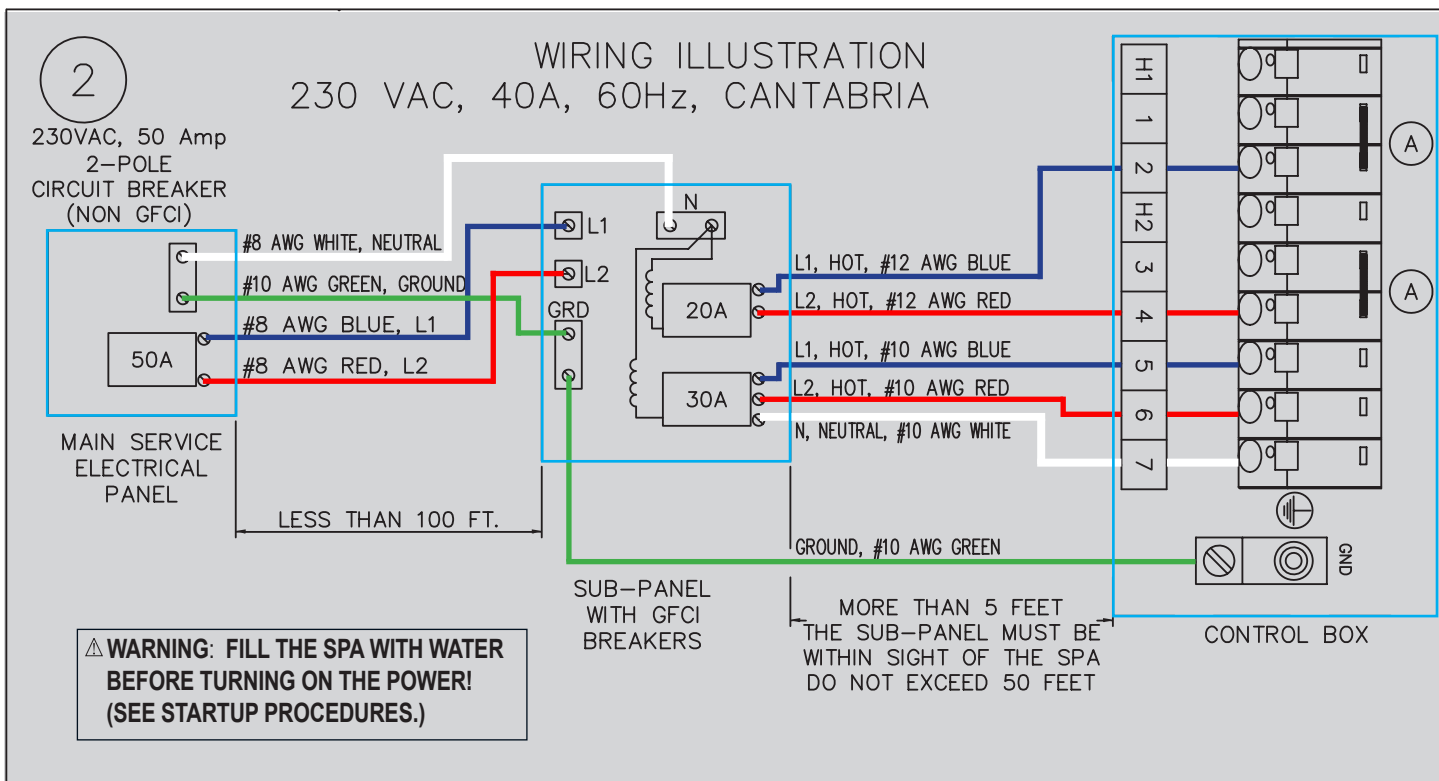 2
WIRING ILLUSTRATION
230 VAC, 40A, 60Hz, CANTABRIA
230VAC, 50 Amp
2-POLE
CIRCUIT BREAKER
(NON GFCI)
#8 AWG WHITE, NEUTRAL
#10 AWG GREEN, GROUND
#8 AWG BLUE, L1
#8 AWG RED, L2
50A
MAIN SERVICE
ELECTRICAL
PANEL
LESS THAN 100 FT.
L1
L2
GRD
N
20A
30A
SUB-PANEL
WITH GFCI
BREAKERS
L1, HOT, #12 AWG BLUE
L2, HOT, #12 AWG RED
L1, HOT, #10 AWG BLUE
L2, HOT, #10 AWG RED
N, NEUTRAL, #10 AWG WHITE
GROUND, #10 AWG GREEN
MORE THAN 5 FEET
THE SUB-PANEL MUST BE
WITHIN SIGHT OF THE SPA
DO NOT EXCEED 50 FEET
H1
1
2
H2
3
4
5
6
7
A
A
GND
CONTROL BOX
⚠ WARNING: FILL THE SPA WITH WATER
BEFORE TURNING ON THE POWER!
(SEE STARTUP PROCEDURES.)